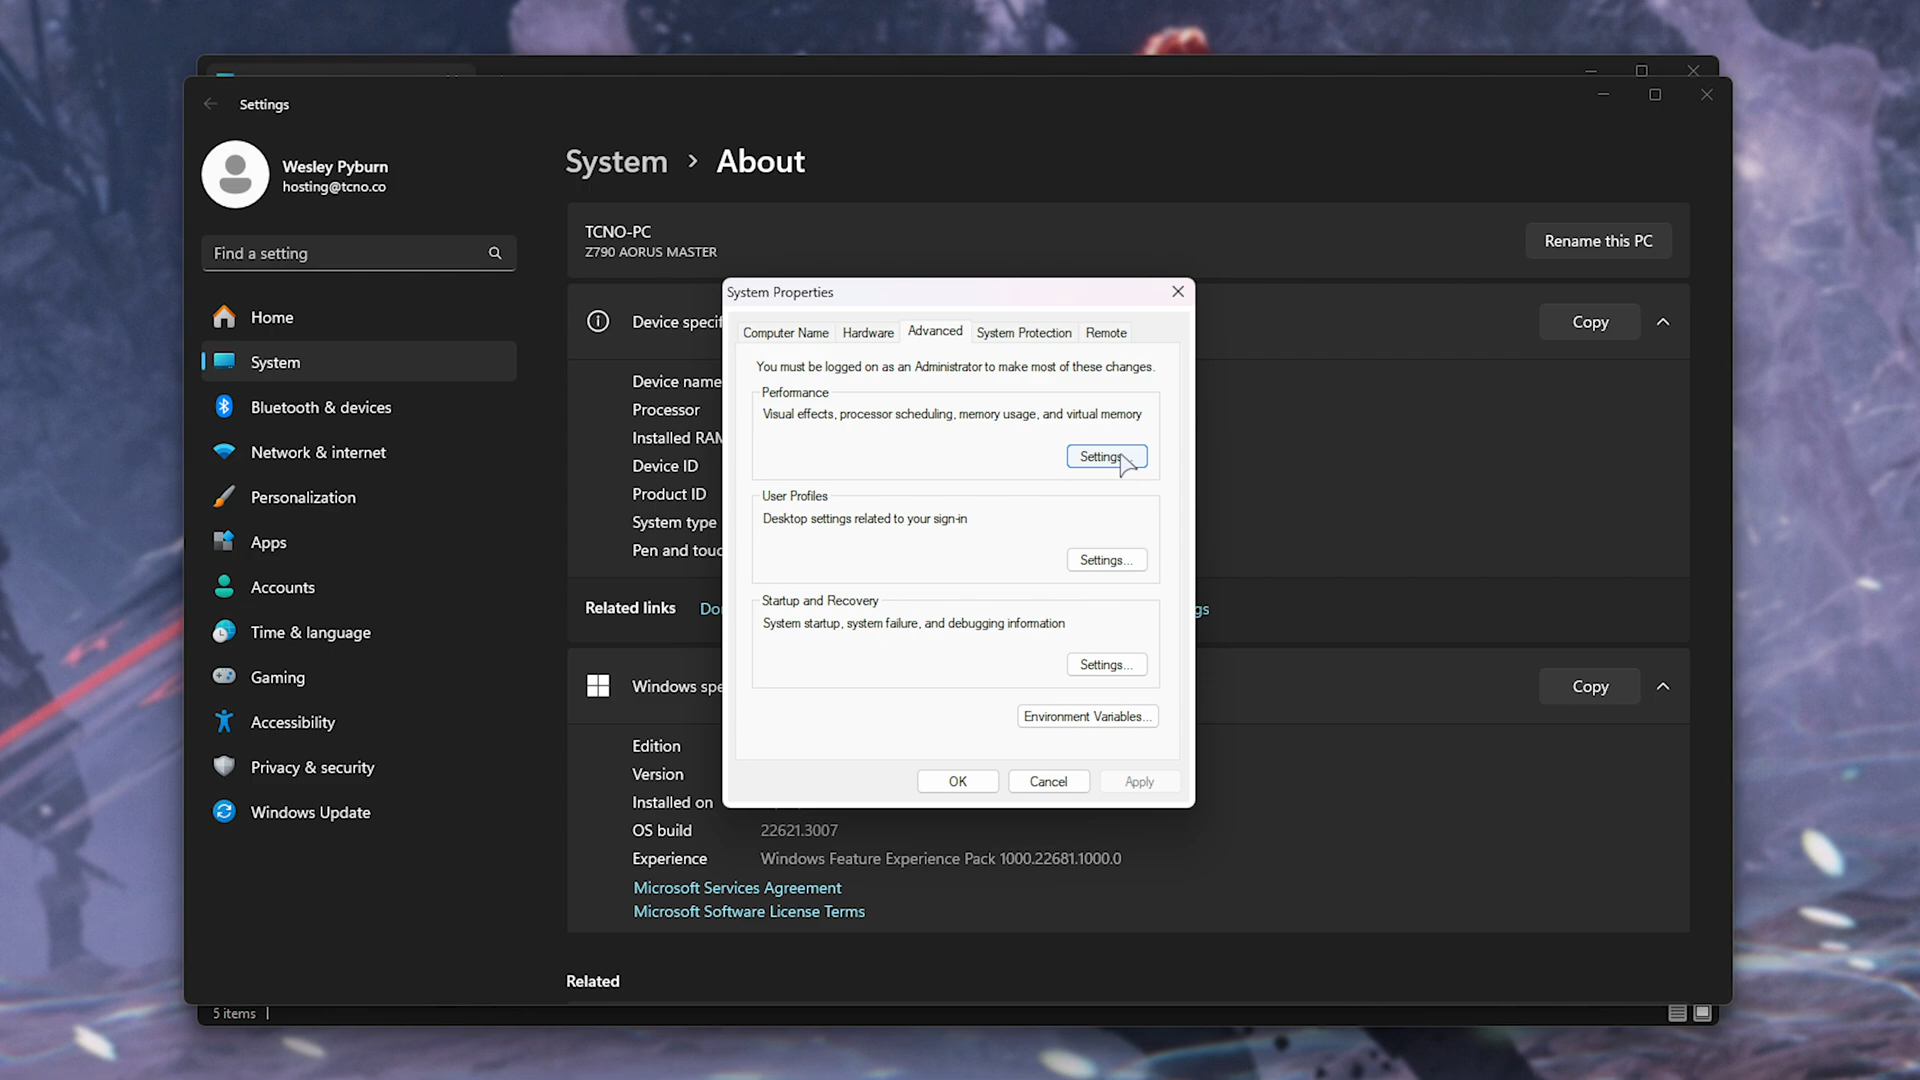 Settings
Wesley Pyburn
hosting@tcno.co
Find a setting
Home
System
Bluetooth & devices
Network & internet
Personalization
Apps
Accounts
Time & language
Gaming
Accessibility
Privacy & security
Windows Update
System > About
TCNO-PC
Z790 AORUS MASTER
Rename this PC
Device specif
Copy
Device name
Processor
Installed RAM
Device ID
Product ID
System type
Pen and touc
Related links Do gs
Windows spe
Copy
Edition
Version
Installed on
OS build 22621.3007
Experience Windows Feature Experience Pack 1000.22681.1000.0
Microsoft Services Agreement
Microsoft Software License Terms
Related
5 items
System Properties
Computer Name Hardware Advanced System Protection Remote
You must be logged on as an Administrator to make most of these changes.
Performance
Visual effects, processor scheduling, memory usage, and virtual memory
Settings...
User Profiles
Desktop settings related to your sign-in
Settings...
Startup and Recovery
System startup, system failure, and debugging information
Settings...
Environment Variables...
OK Cancel Apply